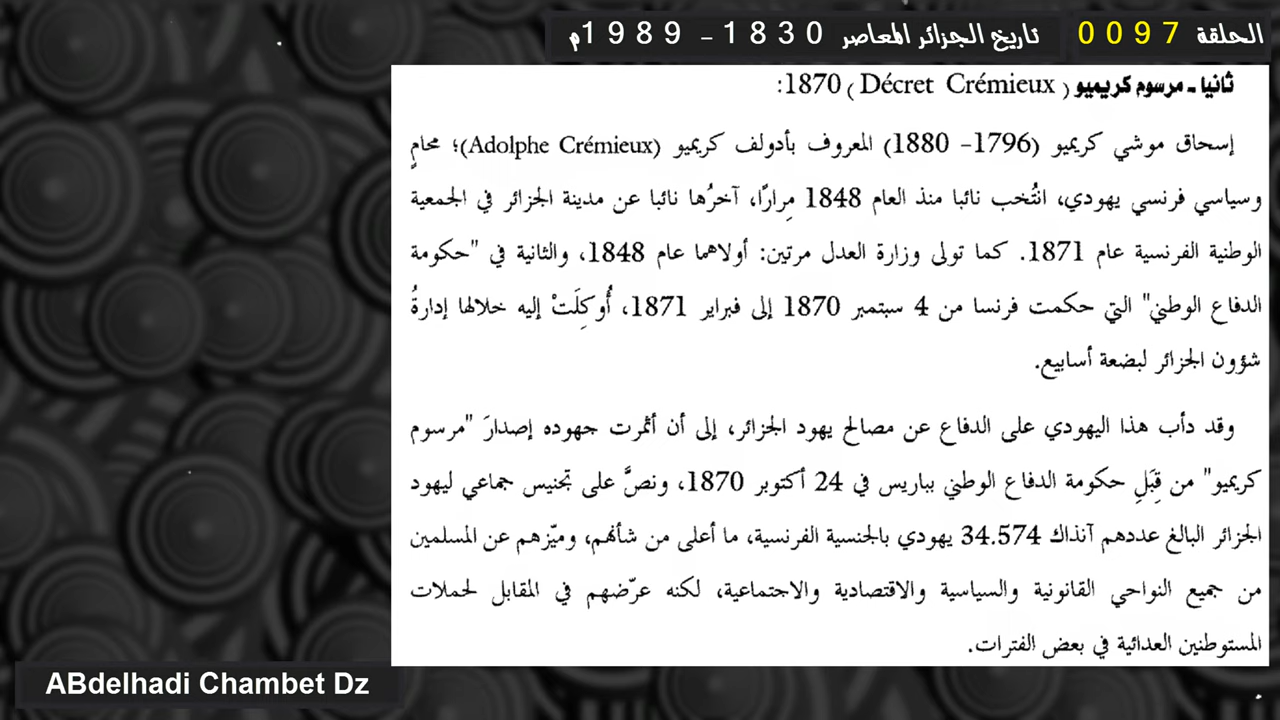 الحلقة 0097 تاريخ الجزائر المعاصر 1830 - 1989م
ثانيا - مرسوم كريميو (Décret Crémieux) 1870:
إسحاق موشي كريميو (1796- 1880) المعروف بأدولف كريميو (Adolphe Crémieux)؛ محامٍ
وسياسي فرنسي يهودي، انتُخب نائبا منذ العام 1848 مِرارًا، آخرُها نائبا عن مدينة الجزائر في الجمعية
الوطنية الفرنسية عام 1871. كما تولى وزارة العدل مرتين: أولاهما عام 1848، والثانية في "حكومة
الدفاع الوطني" التي حكمت فرنسا من 4 سبتمبر 1870 إلى فبراير 1871، أُوكِلَتْ إليه خلالها إدارةُ
شؤون الجزائر لبضعة أسابيع.
وقد دأب هذا اليهودي على الدفاع عن مصالح يهود الجزائر، إلى أن أثمرت جهوده إصدارَ "مرسوم
كريميو" من قِبَلِ حكومة الدفاع الوطني بباريس في 24 أكتوبر 1870، ونصَّ على تجنيس جماعي ليهود
الجزائر البالغ عددهم آنذاك 34.574 يهودي بالجنسية الفرنسية، ما أعلى من شأنهم، وميّزهم عن المسلمين
من جميع النواحي القانونية والسياسية والاقتصادية والاجتماعية، لكنه عرّضهم في المقابل لحملات
المستوطنين العدائية في بعض الفترات.
ABdelhadi Chambet Dz